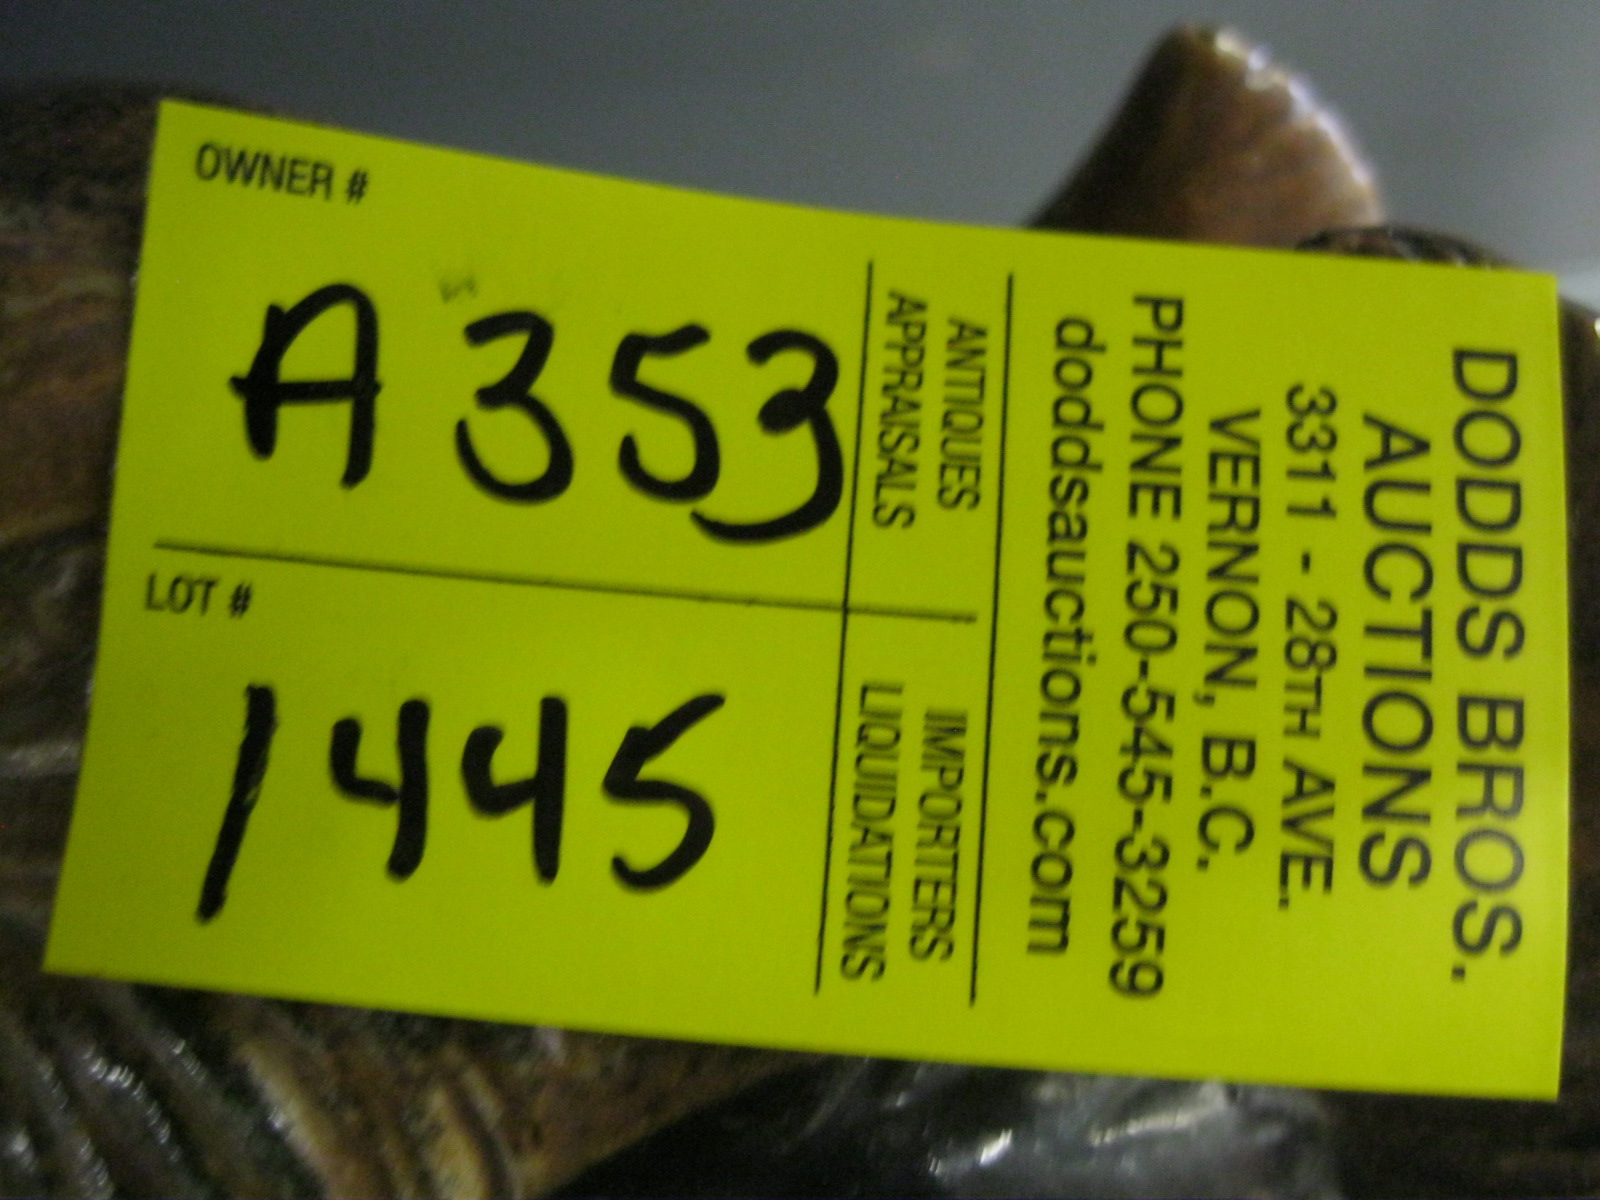 OWNER #
A353
LOT #
1445
DODDS BROS.
AUCTIONS
3311 - 28TH AVE.
VERNON, B.C.
PHONE 250-545-3259
doddsauctions.com
ANTIQUES
APPRAISALS
IMPORTERS
LIQUIDATIONS